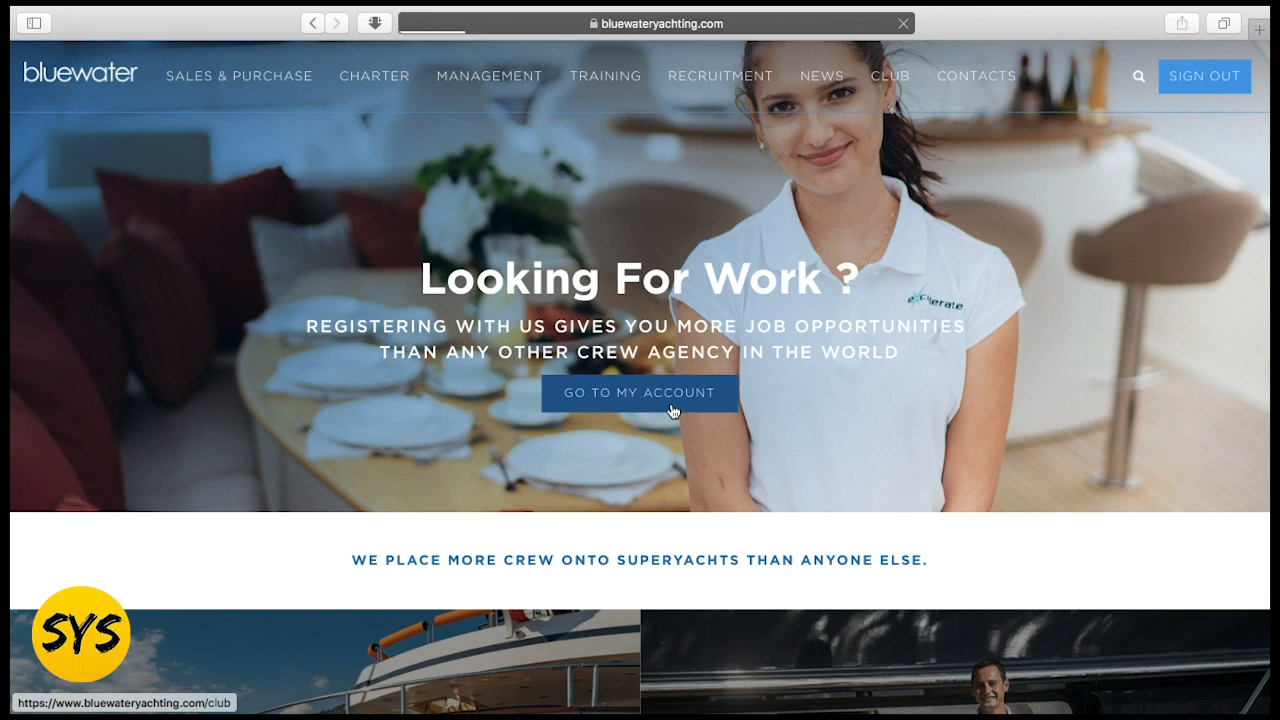 bluewateryachting.com
bluewater
SALES & PURCHASE
CHARTER
MANAGEMENT
TRAINING
RECRUITMENT
NEWS
CLUB
CONTACTS
SIGN OUT
Looking For Work ?
excelerate
REGISTERING WITH US GIVES YOU MORE JOB OPPORTUNITIES
THAN ANY OTHER CREW AGENCY IN THE WORLD
GO TO MY ACCOUNT
WE PLACE MORE CREW ONTO SUPERYACHTS THAN ANYONE ELSE.
SYS
https://www.bluewateryachting.com/club